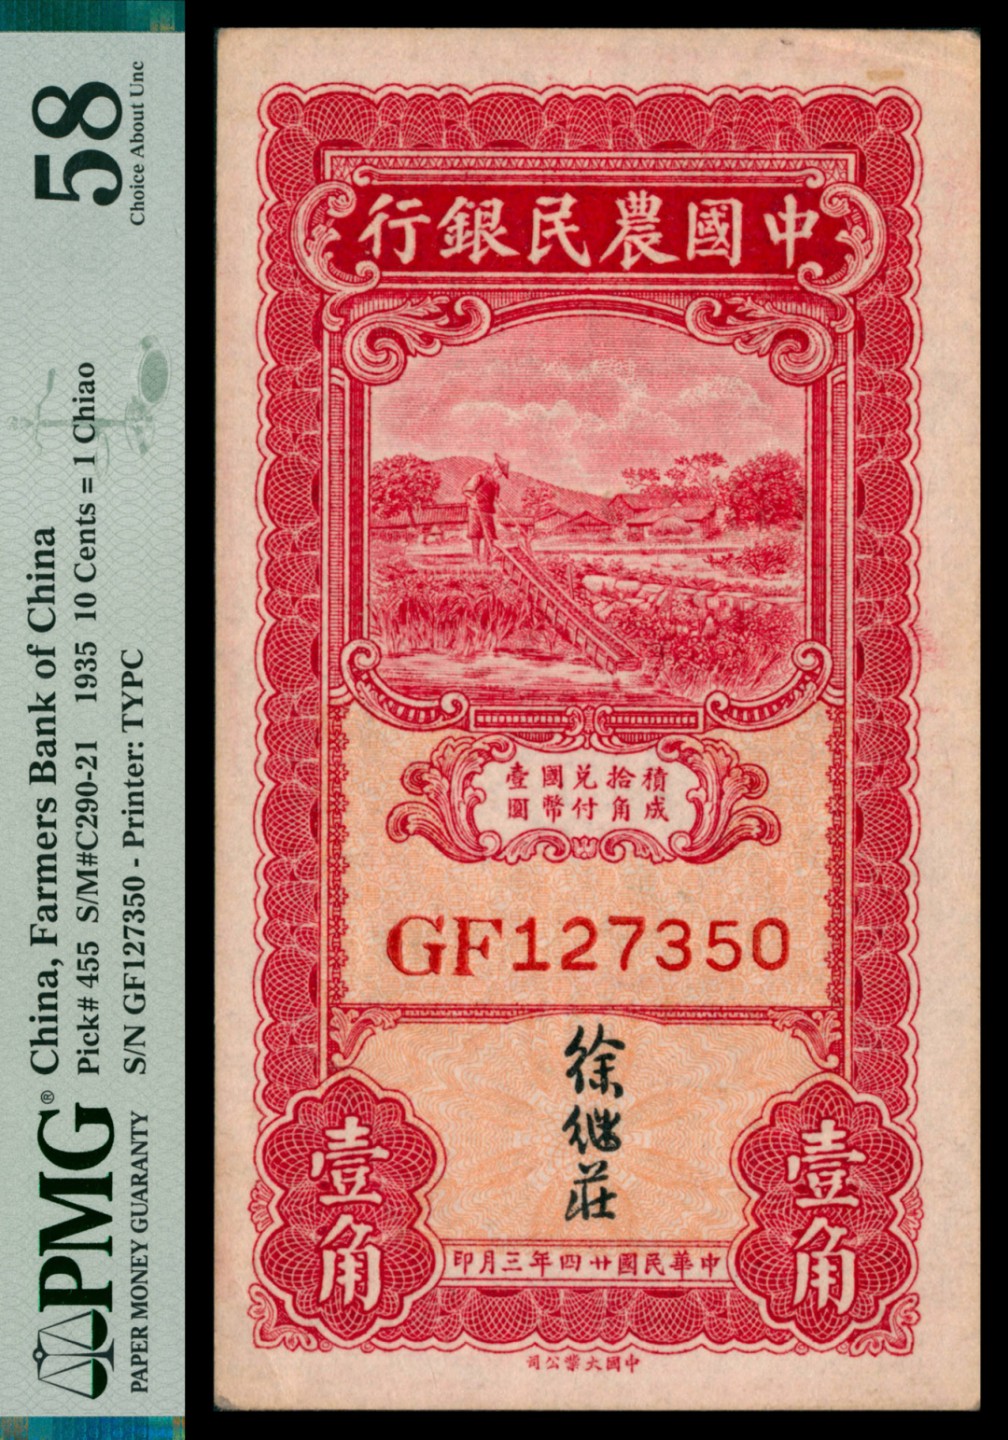 58
Choice About Unc
China, Farmers Bank of China
Pick# 455 S/M#C290-21 1935 10 Cents = 1 Chiao
S/N GF127350 - Printer: TYPC
PMG®
PAPER MONEY GUARANTY
中國農民銀行
積拾兑國壹
成角付幣圓
GF127350
徐繼莊
壹角
壹角
中華民國廿四年三月印
中國大業公司